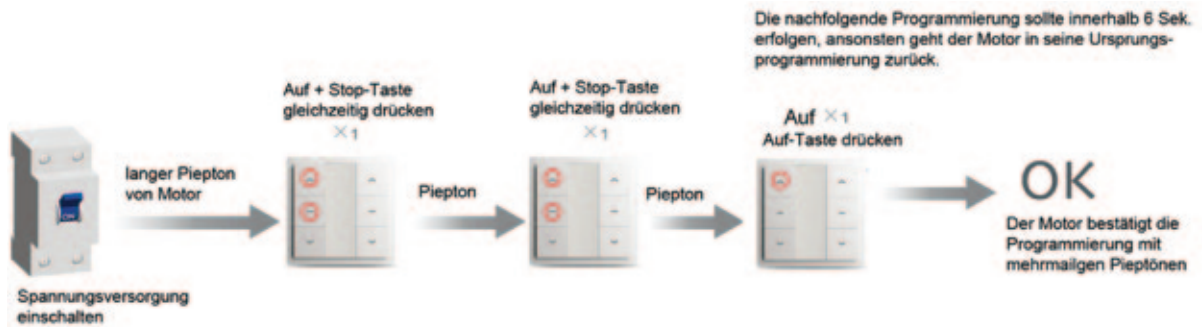 Die nachfolgende Programmierung sollte innerhalb 6 Sek.
erfolgen, ansonsten geht der Motor in seine Ursprungs-
programmierung zurück.
Auf + Stop-Taste
gleichzeitig drücken
×1
Auf + Stop-Taste
gleichzeitig drücken
×1
Auf ×1
Auf-Taste drücken
langer Piepton
von Motor
Piepton
Piepton
OK
Der Motor bestätigt die
Programmierung mit
mehrmailgen Pieptönen
Spannungsversorgung
einschalten